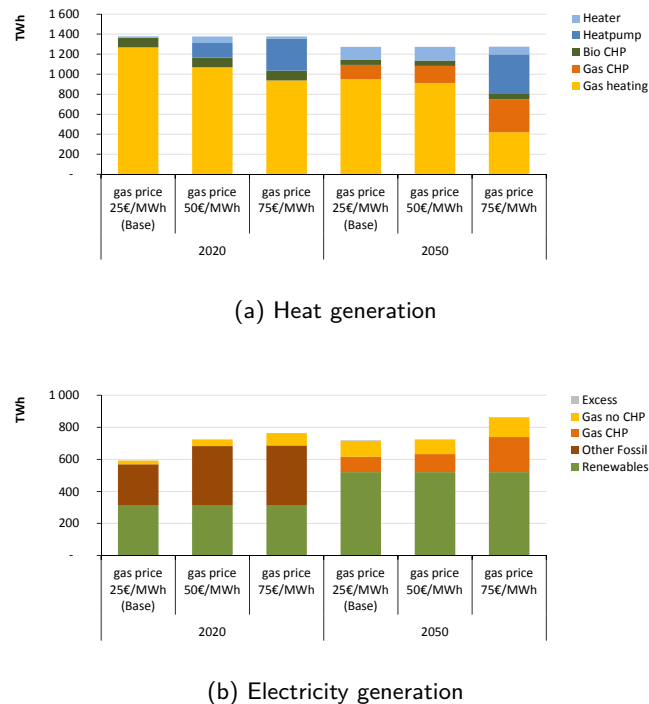 TWh
1 600
1 400
1 200
1 000
800
600
400
200
-
Heater
Heatpump
Bio CHP
Gas CHP
Gas heating
gas price 25€/MWh (Base)
gas price 50€/MWh
gas price 75€/MWh
gas price 25€/MWh (Base)
gas price 50€/MWh
gas price 75€/MWh
2020
2050
(a) Heat generation
TWh
1 000
800
600
400
200
-
Excess
Gas no CHP
Gas CHP
Other Fossil
Renewables
gas price 25€/MWh (Base)
gas price 50€/MWh
gas price 75€/MWh
gas price 25€/MWh (Base)
gas price 50€/MWh
gas price 75€/MWh
2020
2050
(b) Electricity generation